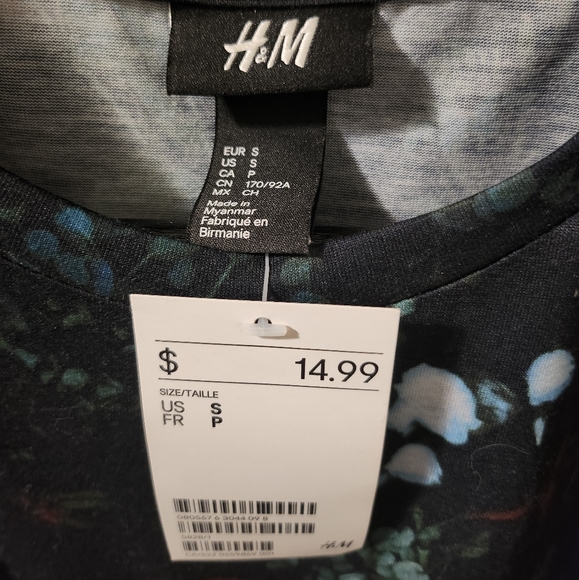 H&M
EUR S
US S
CA P
CN 170/92A
MX CH
Made in
Myanmar
Fabriqué en
Birmanie
$ 14.99
SIZE/TAILLE
US S
FR P
H&M